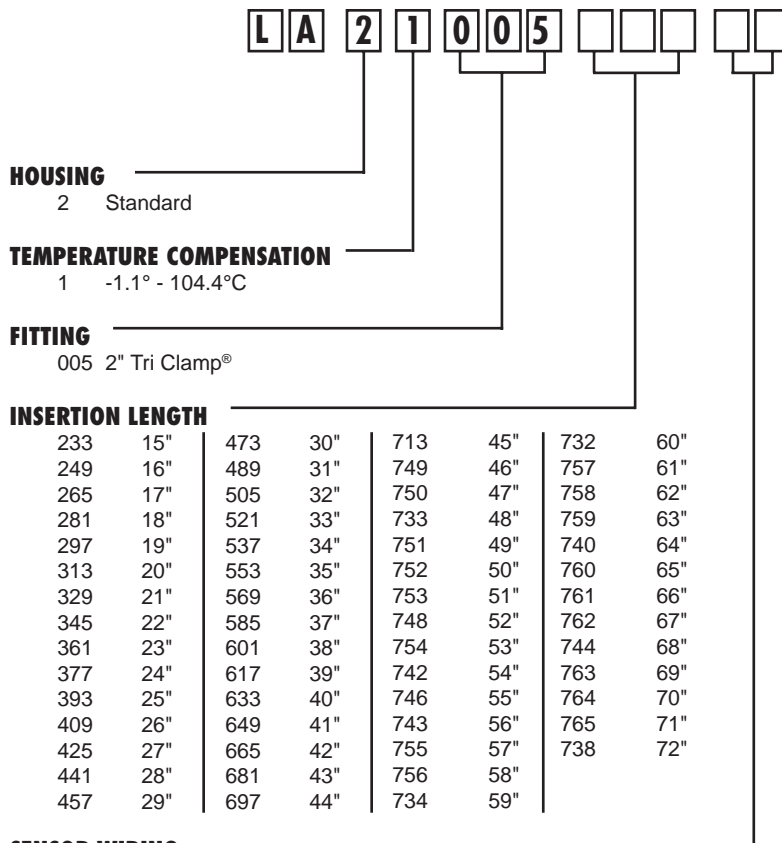 L A 2 1 0 0 5
HOUSING
2 Standard
TEMPERATURE COMPENSATION
1 -1.1° - 104.4°C
FITTING
005 2" Tri Clamp®
INSERTION LENGTH
233 15" 473 30" 713 45" 732 60"
249 16" 489 31" 749 46" 757 61"
265 17" 505 32" 750 47" 758 62"
281 18" 521 33" 733 48" 759 63"
297 19" 537 34" 751 49" 740 64"
313 20" 553 35" 752 50" 760 65"
329 21" 569 36" 753 51" 761 66"
345 22" 585 37" 748 52" 762 67"
361 23" 601 38" 754 53" 744 68"
377 24" 617 39" 742 54" 763 69"
393 25" 633 40" 746 55" 764 70"
409 26" 649 41" 743 56" 765 71"
425 27" 665 42" 755 57" 738 72"
441 28" 681 43" 756 58"
457 29" 697 44" 734 59"
SENSOR WIRING